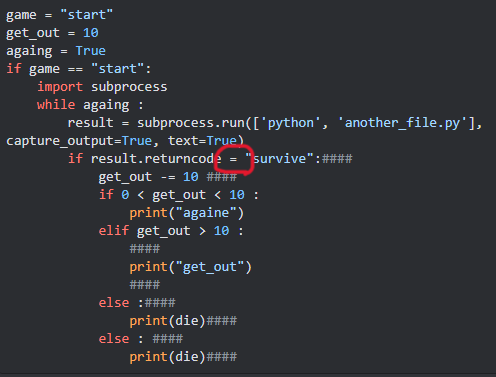 game = "start"
get_out = 10
againg = True
if game == "start":
    import subprocess
    while againg :
        result = subprocess.run(['python', 'another_file.py'],
capture_output=True, text=True)
        if result.returncode = "survive":####
            get_out -= 10 ####
            if 0 < get_out < 10 :
                print("againe")
            elif get_out > 10 :
                ####
                print("get_out")
                ####
            else :####
                print(die)####
            else : ####
                print(die)####